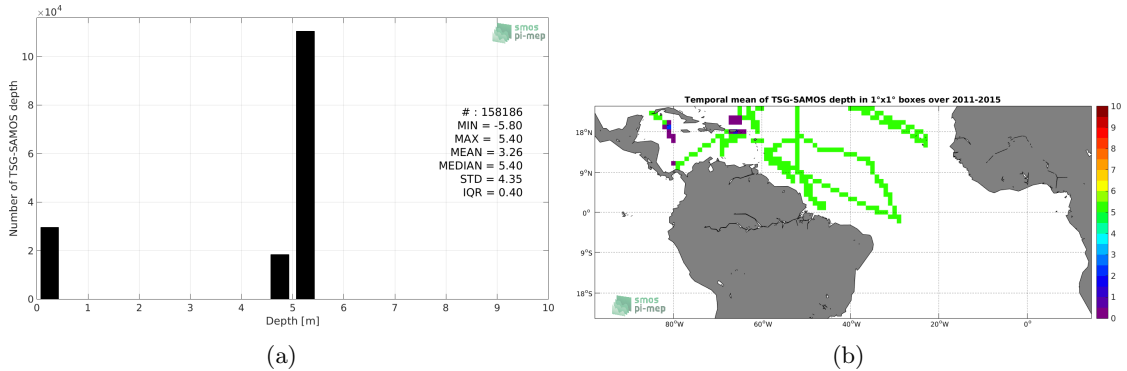 ×10⁴
10
8
6
4
2
0
Number of TSG-SAMOS depth
smos
pi-mep
# : 158186
MIN = -5.80
MAX = 5.40
MEAN = 3.26
MEDIAN = 5.40
STD = 4.35
IQR = 0.40
0 1 2 3 4 5 6 7 8 9 10
Depth [m]
(a)
Temporal mean of TSG-SAMOS depth in 1°x1° boxes over 2011-2015
18°N
9°N
0°
9°S
18°S
smos
pi-mep
80°W 60°W 40°W 20°W 0°
10
9
8
7
6
5
4
3
2
1
0
(b)